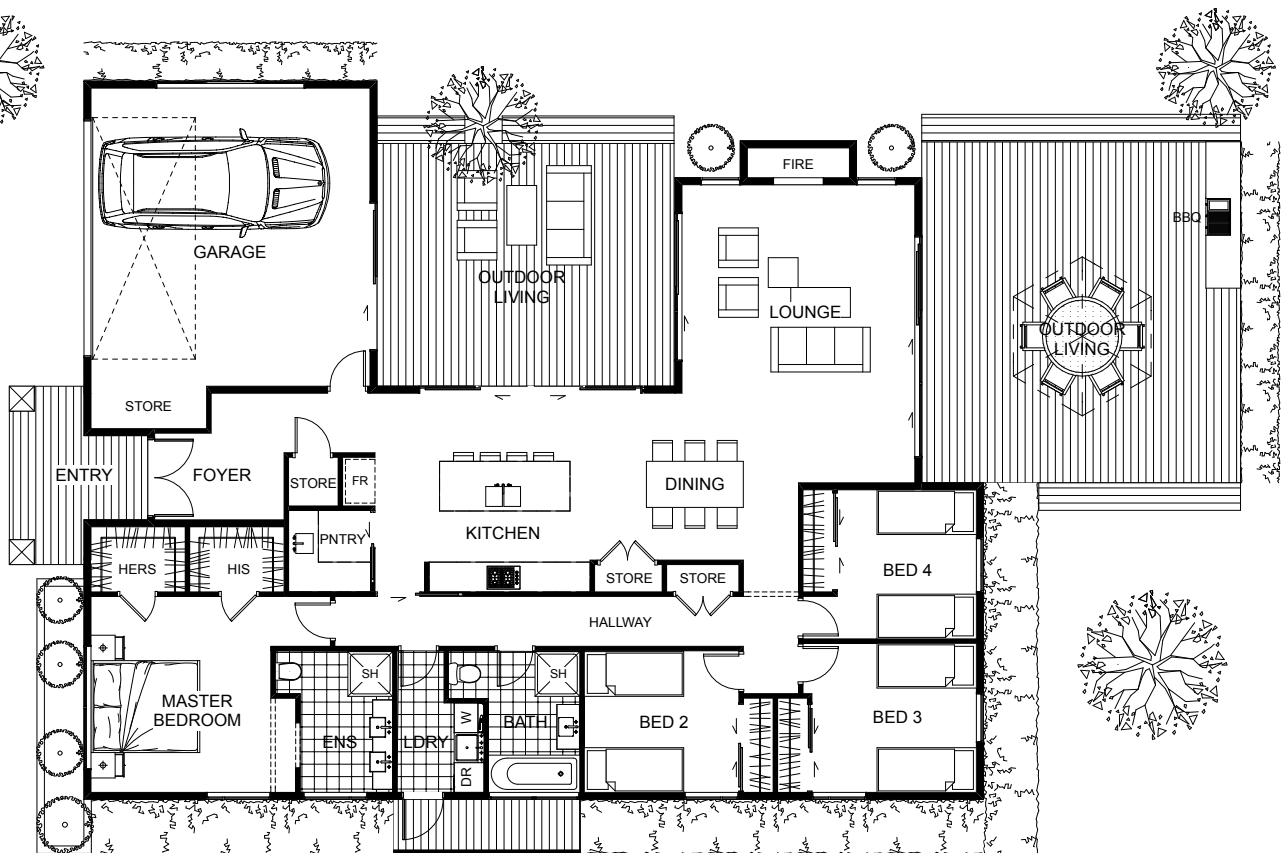 FIRE
BBQ
GARAGE
OUTDOOR
LIVING
LOUNGE
OUTDOOR
LIVING
STORE
ENTRY
FOYER
STORE
FR
DINING
KITCHEN
PNTRY
HERS
HIS
STORE
STORE
BED 4
HALLWAY
SH
SH
MASTER
BEDROOM
ENS
LDRY
W
BATH
BED 2
BED 3
DR